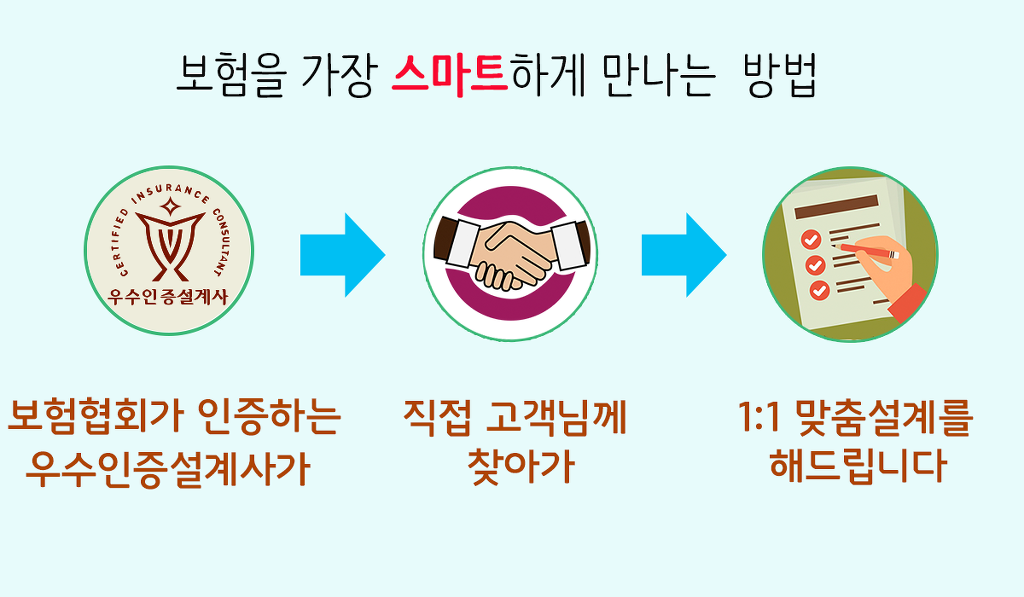 보험을 가장 스마트하게 만나는 방법
CERTIFIED INSURANCE CONSULTANT
우수인증설계사
보험협회가 인증하는
우수인증설계사가
직접 고객님께
찾아가
1:1 맞춤설계를
해드립니다